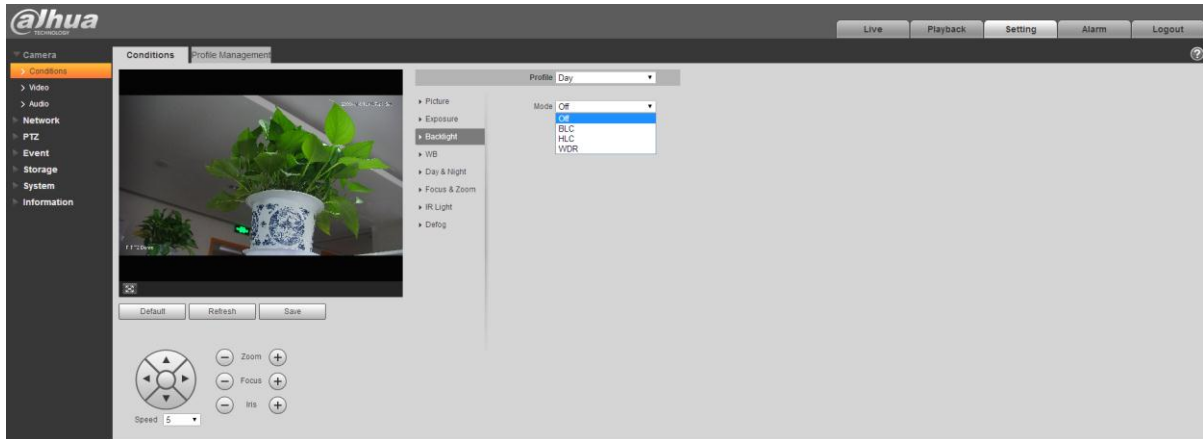 alhua
TECHNOLOGY
Live
Playback
Setting
Alarm
Logout
Camera
Conditions
Video
Audio
Network
PTZ
Event
Storage
System
Information
Conditions
Profile Management
Default
Refresh
Save
Zoom
Focus
Iris
Speed 5
Profile Day
Picture
Exposure
Backlight
WB
Day & Night
Focus & Zoom
IR Light
Defog
Mode Off
Off
BLC
HLC
WDR